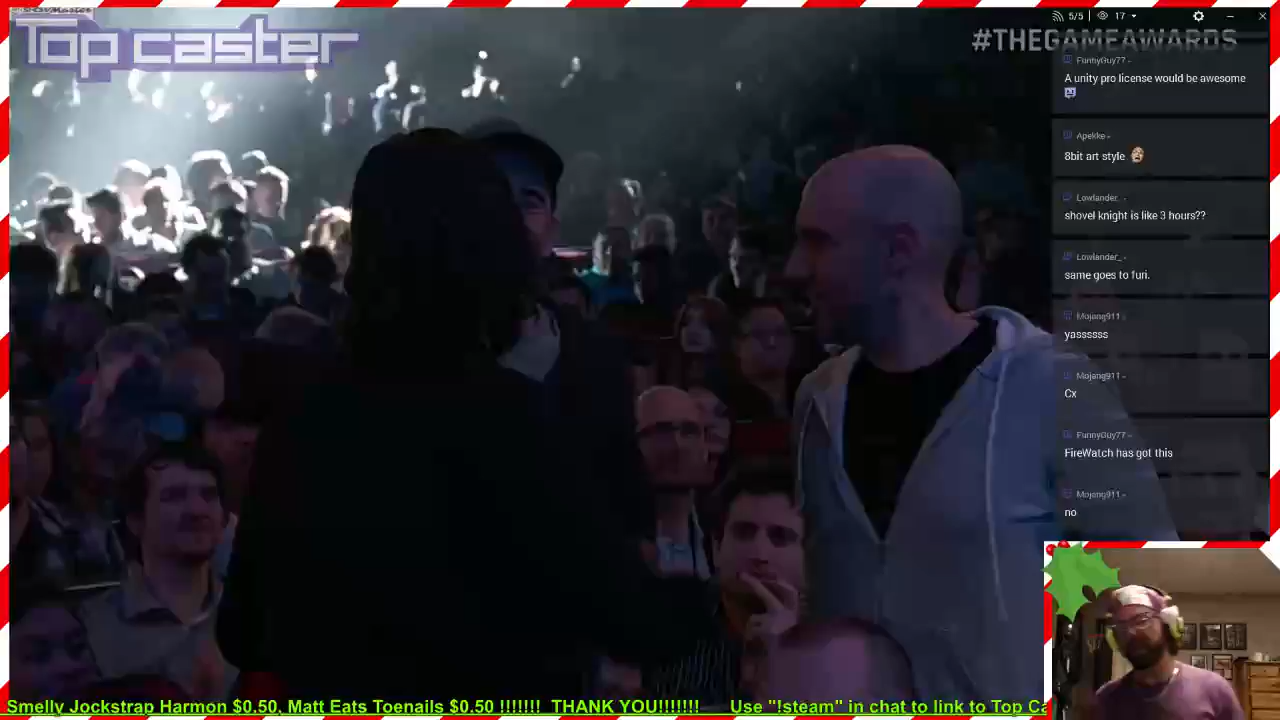 Top caster
#THEGAMEAWARDS
5/5
17
FunnyGuy77
A unity pro license would be awesome
Apekke
8bit art style
Lowlander_
shovel knight is like 3 hours??
Lowlander_
same goes to furi.
Mojang911
yassssss
Mojang911
Cx
FunnyGuy77
FireWatch has got this
Mojang911
no
Smelly Jockstrap Harmon $0.50, Matt Eats Toenails $0.50 !!!!!!! THANK YOU!!!!!!! Use "!steam" in chat to link to Top Ca